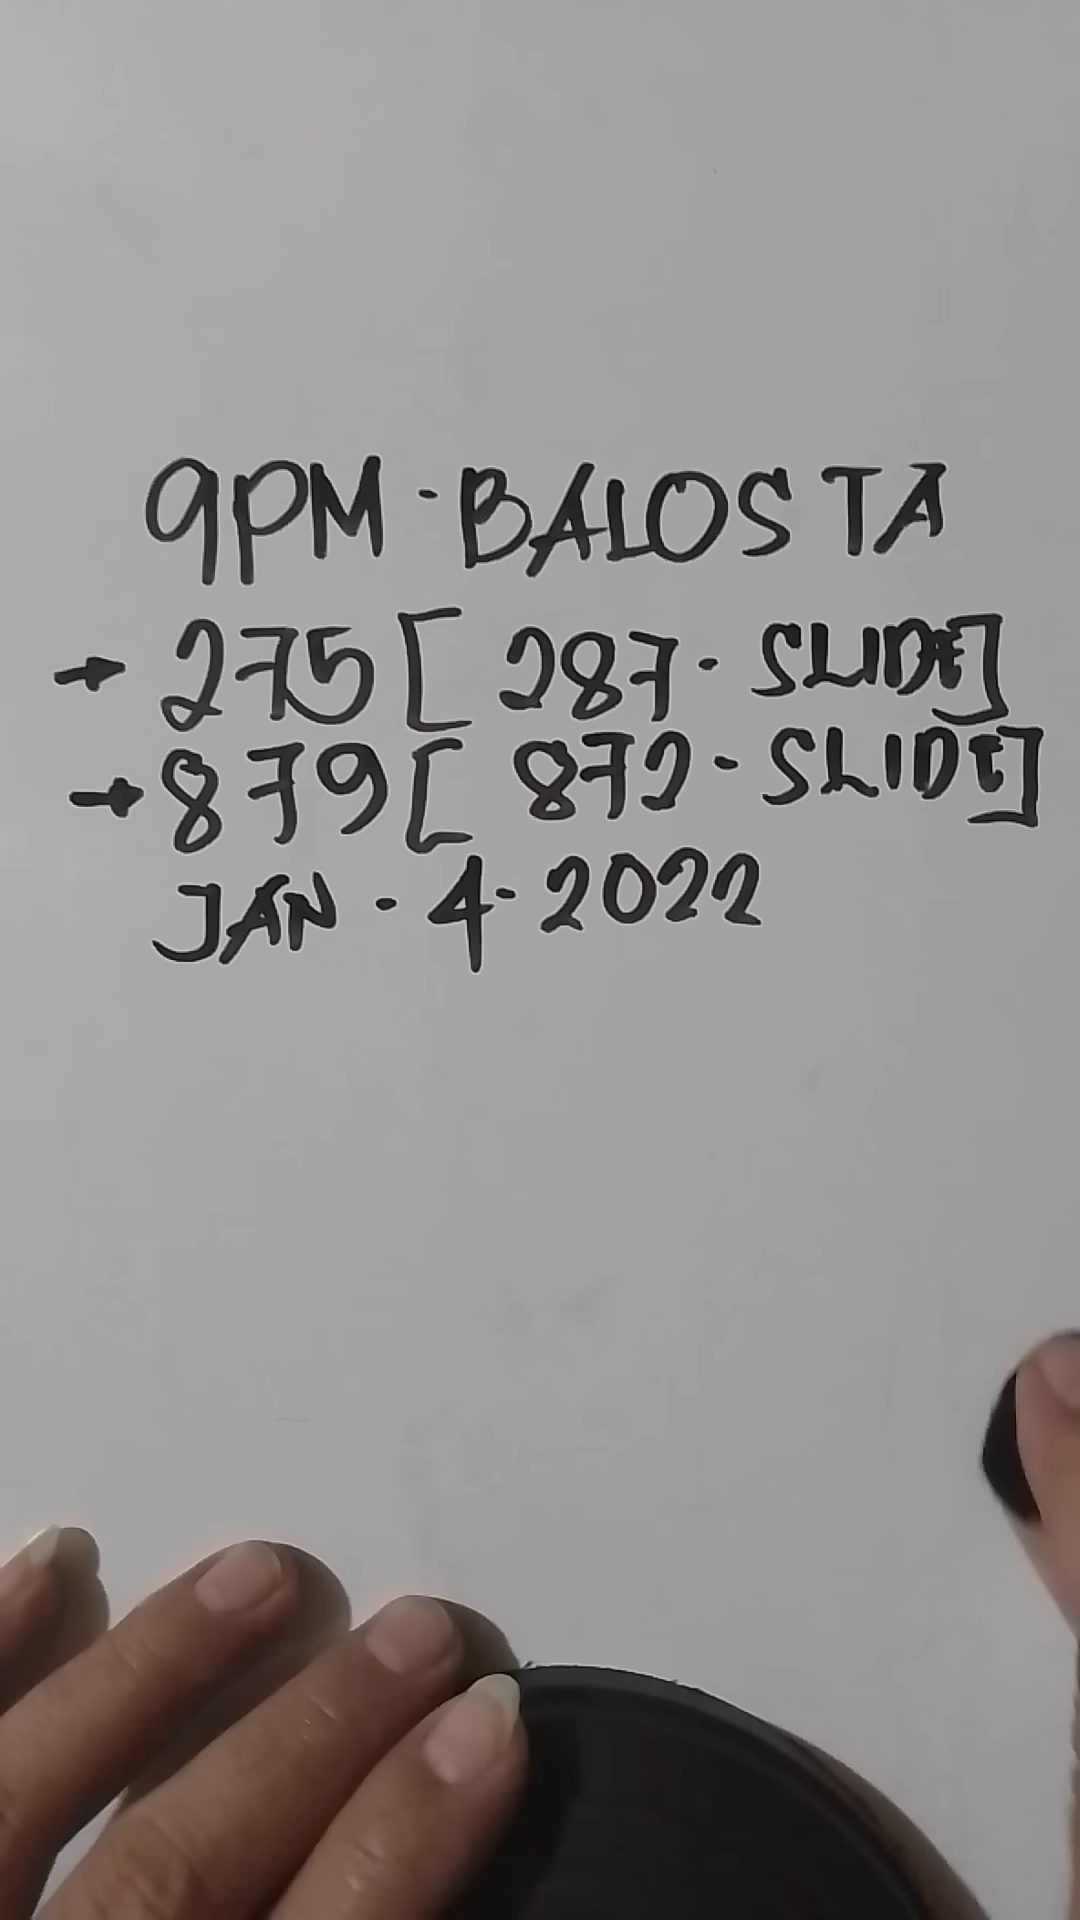 9PM·BALOSTA
→ 275 [ 287· SLIDE]
→ 879 [ 872 - SLIDE]
JAN - 4 - 2022